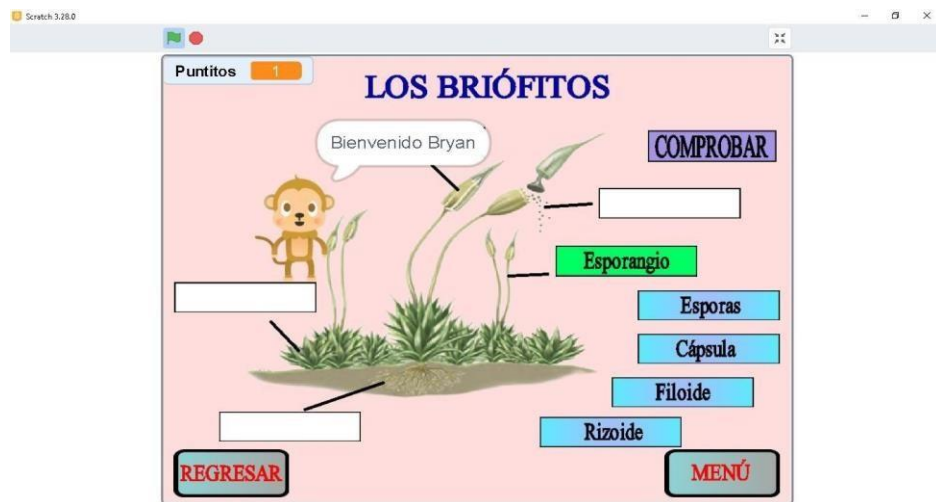 Scratch 3.28.0
Puntitos 1
LOS BRIÓFITOS
Bienvenido Bryan
COMPROBAR
Esporangio
Esporas
Cápsula
Filoide
Rizoide
REGRESAR
MENÚ